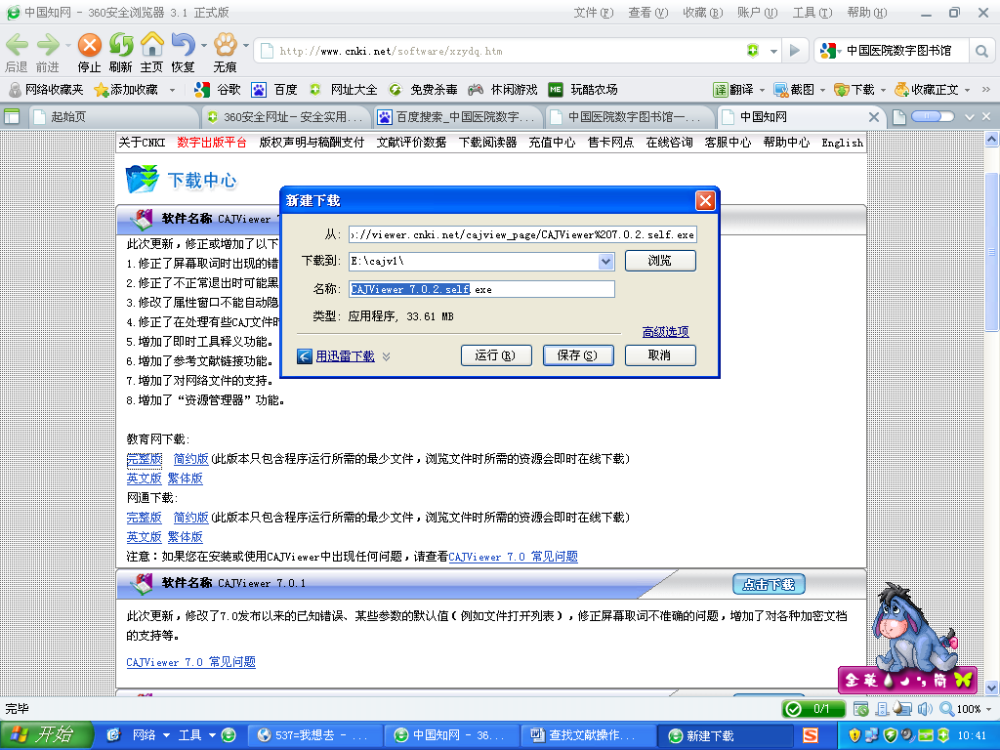 中国知网 - 360安全浏览器 3.1 正式版
文件(F) 查看(V) 收藏(B) 账户(U) 工具(T) 帮助(H)
后退 前进 停止 刷新 主页 恢复 无痕
http://www.cnki.net/software/xzydq.htm
中国医院数字图书馆
网络收藏夹 添加收藏 谷歌 百度 网址大全 免费杀毒 休闲游戏 ME 玩酷农场 译 翻译 截图 下载 收藏正文 »
起始页 360安全网址－安全实用... 百度搜索_中国医院数字... 中国医院数字图书馆一... 中国知网
关于CNKI 数字出版平台 版权声明与稿酬支付 文献评价数据 下载阅读器 充值中心 售卡网点 在线咨询 客服中心 帮助中心 English
下载中心
软件名称 CAJViewer 7
此次更新，修正或增加了以下
1.修正了屏幕取词时出现的错
2.修正了不正常退出时可能黑
3.修改了属性窗口不能自动隐
4.修正了在处理有些CAJ文件时
5.增加了即时工具释义功能。
6.增加了参考文献链接功能。
7.增加了对网络文件的支持。
8.增加了“资源管理器”功能。
新建下载
从: ://viewer.cnki.net/cajview_page/CAJViewer%207.0.2.self.exe
下载到: E:\cajv1\ 浏览
名称: CAJViewer 7.0.2.self.exe
类型: 应用程序, 33.61 MB
高级选项
用迅雷下载 运行(R) 保存(S) 取消
教育网下载:
完整版 简约版(此版本只包含程序运行所需的最少文件，浏览文件时所需的资源会即时在线下载)
英文版 繁体版
网通下载:
完整版 简约版(此版本只包含程序运行所需的最少文件，浏览文件时所需的资源会即时在线下载)
英文版 繁体版
注意：如果您在安装或使用CAJViewer中出现任何问题，请查看CAJViewer 7.0 常见问题
软件名称 CAJViewer 7.0.1 点击下载
此次更新，修改了7.0发布以来的已知错误、某些参数的默认值（例如文件打开列表），修正屏幕取词不准确的问题，增加了对各种加密文档
的支持等。
CAJViewer 7.0 常见问题
全 英 简
完毕 0/1 100%
开始 网络 工具 537=我想去 - ... 中国知网 - 36... 查找文献操作... 新建下载 S 10:41